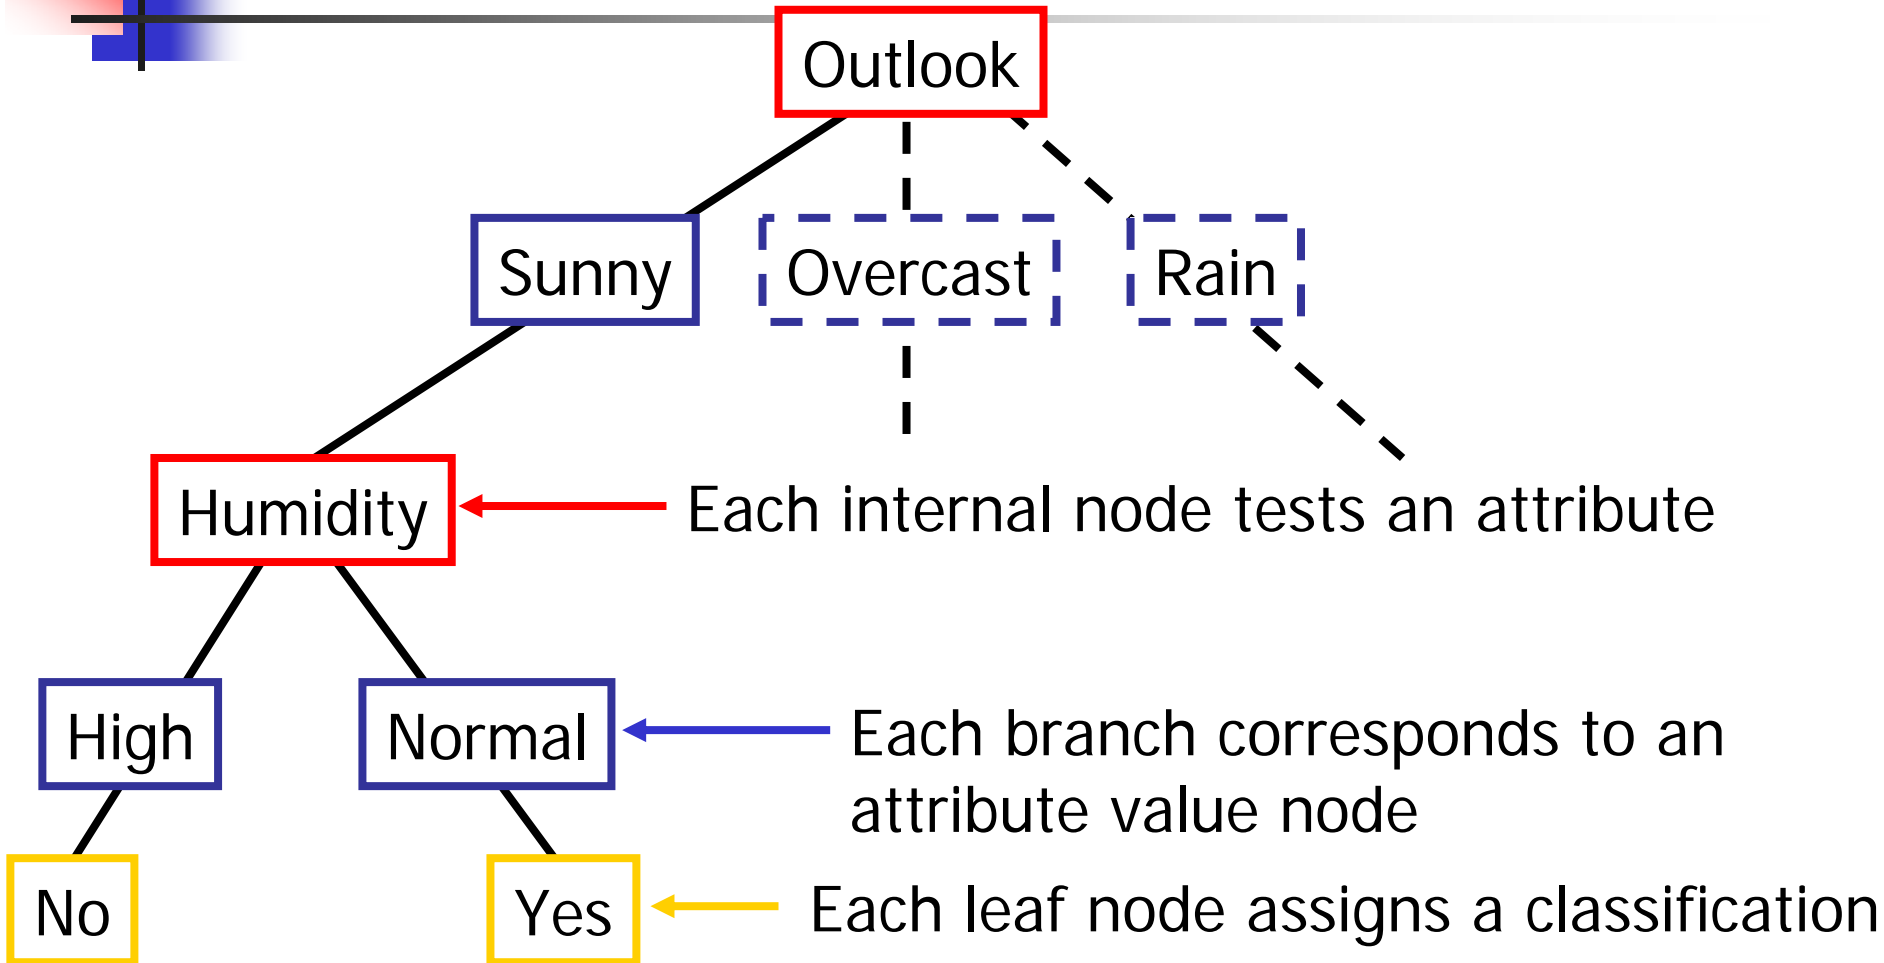 Outlook
Sunny Overcast Rain
Humidity Each internal node tests an attribute
High Normal Each branch corresponds to an
attribute value node
No Yes Each leaf node assigns a classification